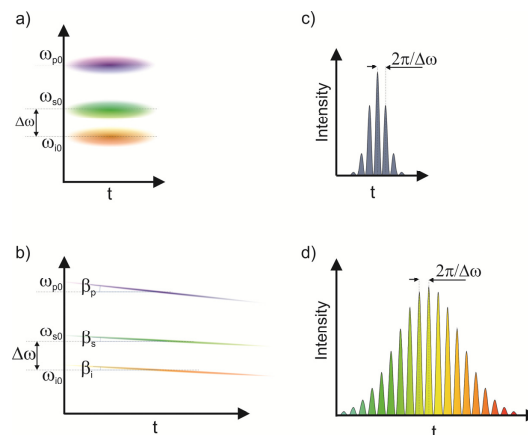 a)
ω_p0
ω_s0
Δω
ω_i0
t
b)
ω_p0
β_p
ω_s0
β_s
Δω
β_i
ω_i0
t
c)
2π/Δω
Intensity
t
d)
2π/Δω
Intensity
t